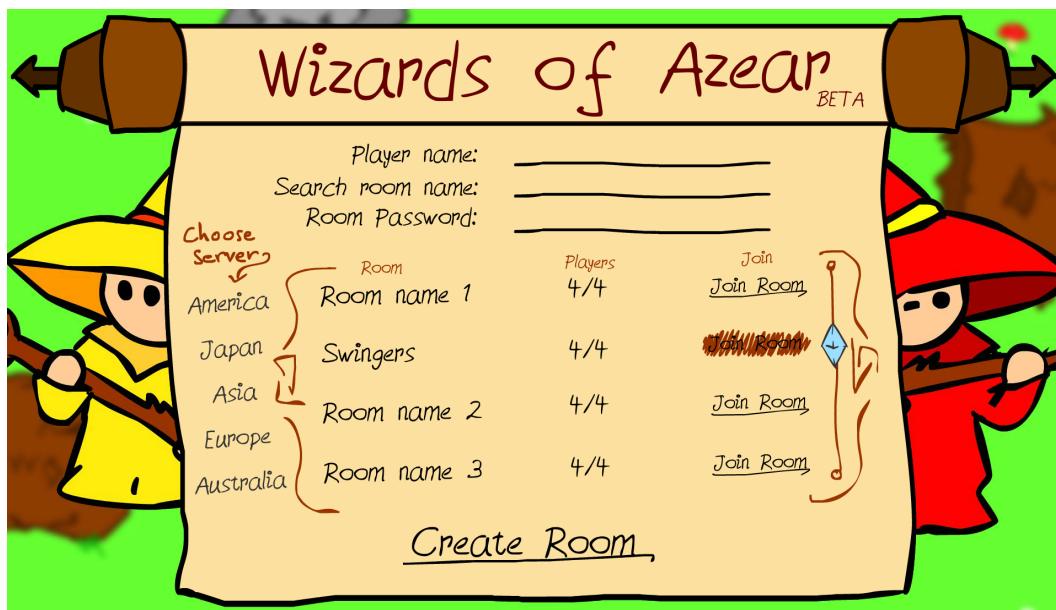 Wizards of Azear
BETA
Player name:
Search room name:
Room Password:
Choose
Server
America
Japan
Asia
Europe
Australia
Room Players Join
Room name 1 4/4 Join Room
Swingers 4/4 Join Room
Room name 2 4/4 Join Room
Room name 3 4/4 Join Room
Create Room